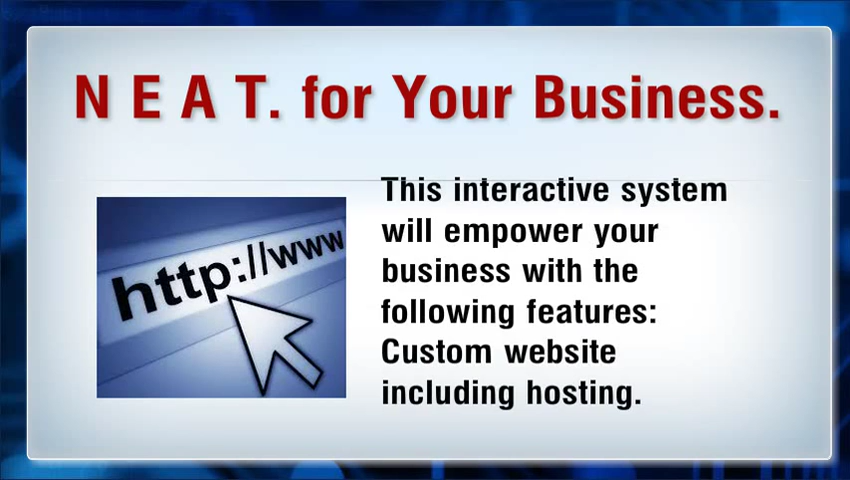 N E A T. for Your Business.
This interactive system
will empower your
business with the
following features:
Custom website
including hosting.
http://www